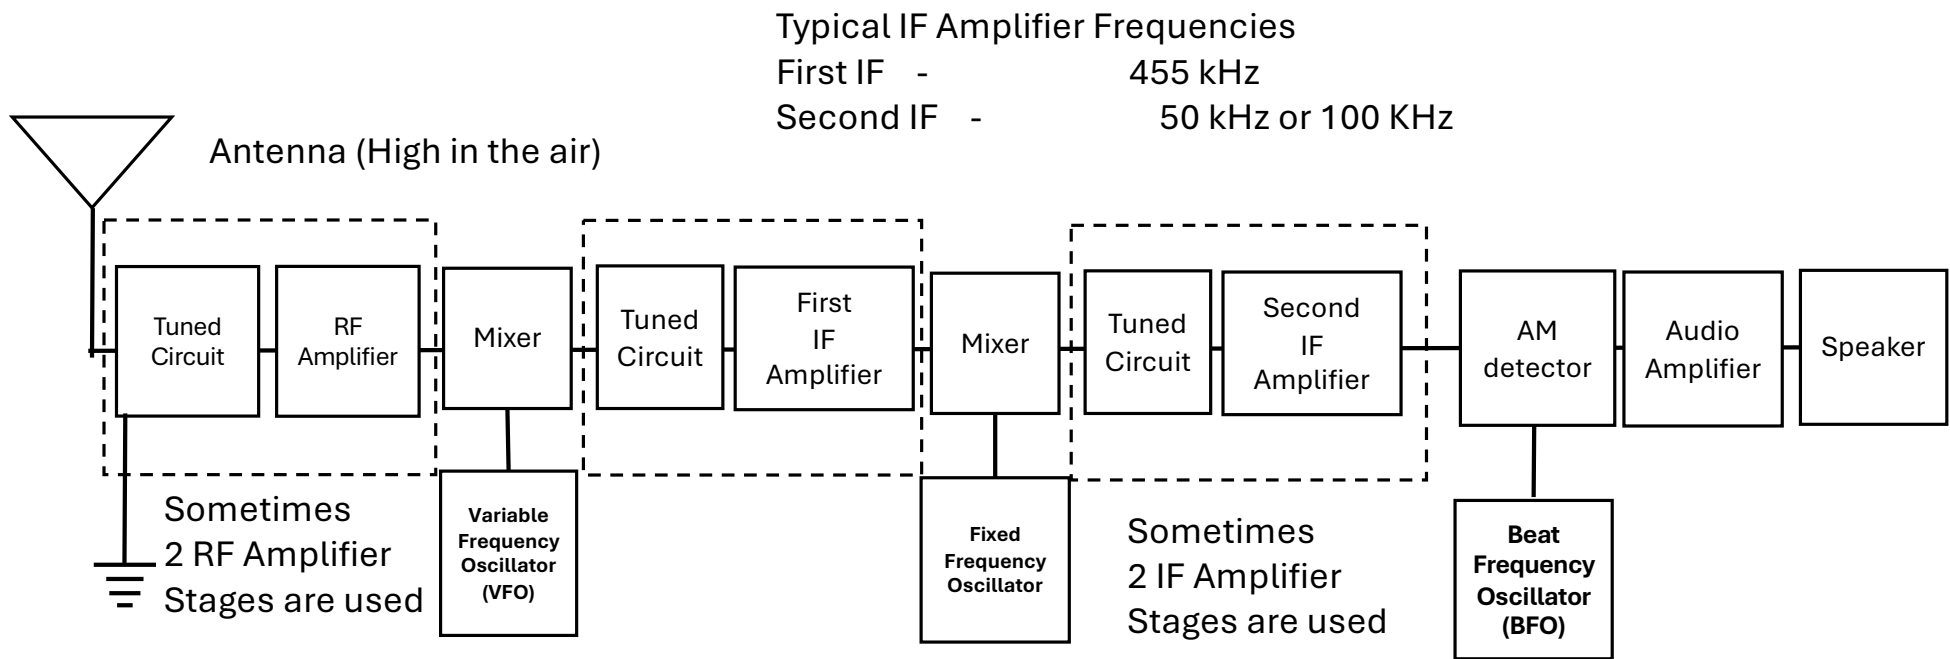 Typical IF Amplifier Frequencies
First IF - 455 kHz
Second IF - 50 kHz or 100 KHz
Antenna (High in the air)
Tuned
Circuit
RF
Amplifier
Mixer
Tuned
Circuit
First
IF
Amplifier
Mixer
Tuned
Circuit
Second
IF
Amplifier
AM
detector
Audio
Amplifier
Speaker
Sometimes
2 RF Amplifier
Stages are used
Variable
Frequency
Oscillator
(VFO)
Fixed
Frequency
Oscillator
Sometimes
2 IF Amplifier
Stages are used
Beat
Frequency
Oscillator
(BFO)